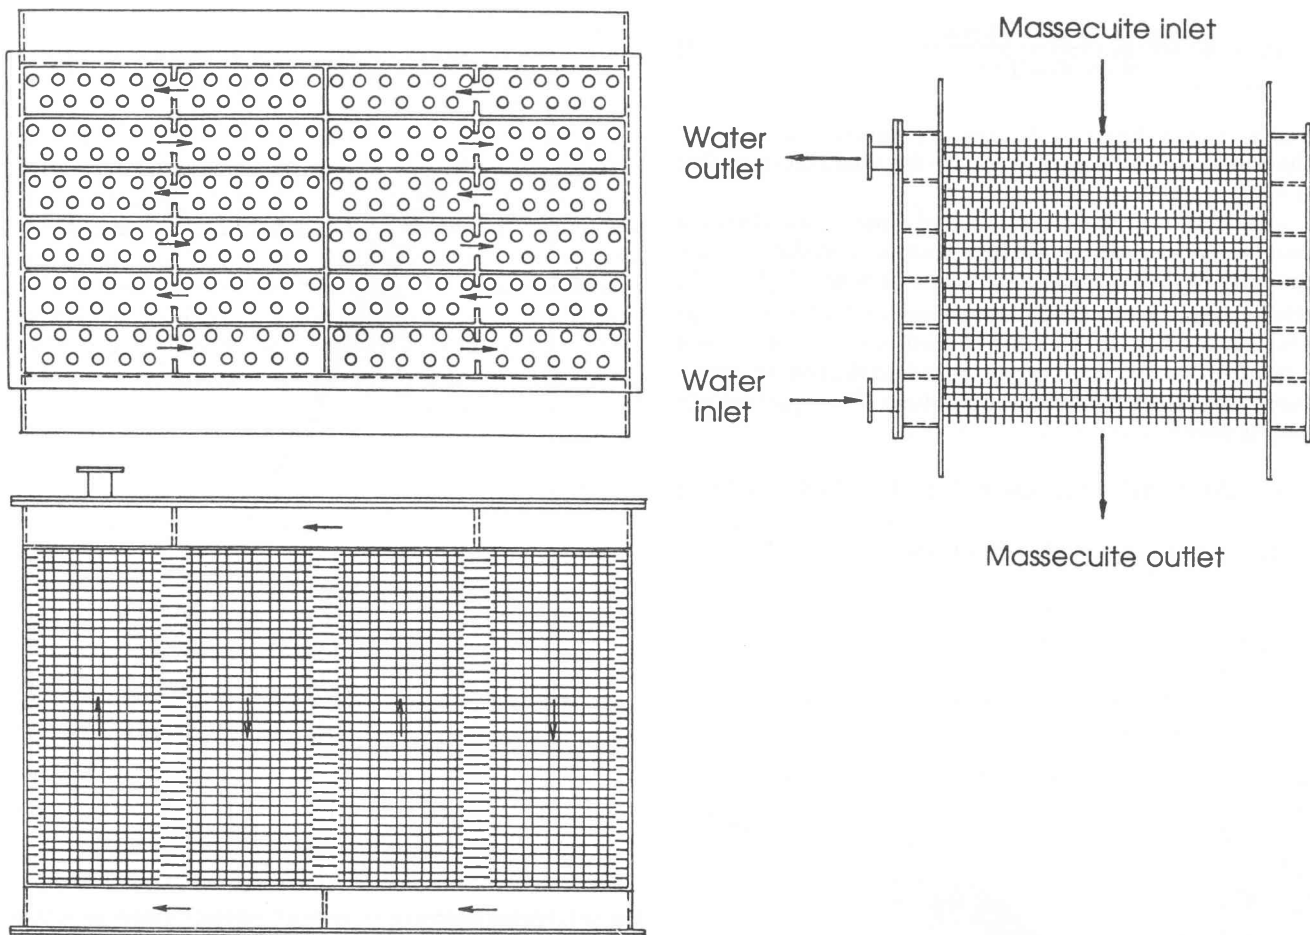 Massecuite inlet
Water
outlet
Water
inlet
Massecuite outlet